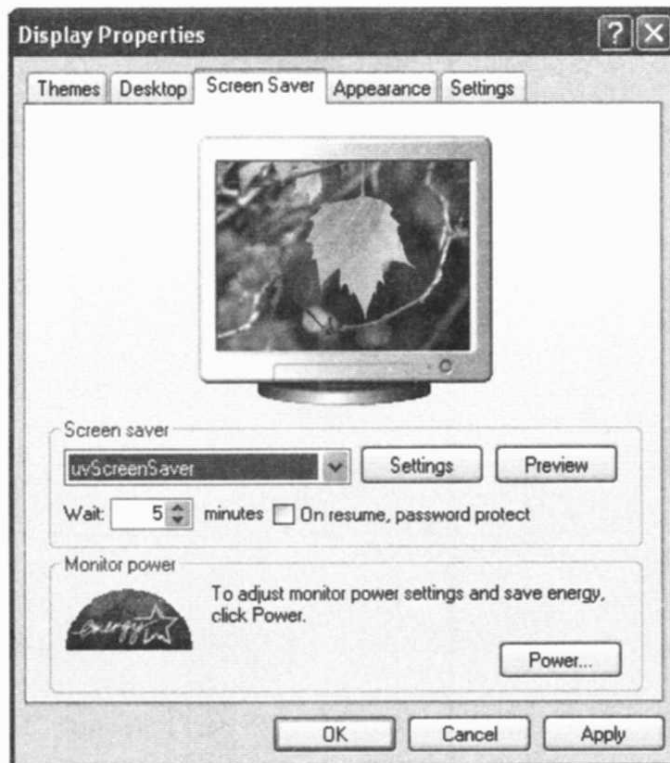 Display Properties
Themes Desktop Screen Saver Appearance Settings
Screen saver
uvScreenSaver Settings Preview
Wait: 5 minutes On resume, password protect
Monitor power
energy To adjust monitor power settings and save energy,
click Power.
Power...
OK Cancel Apply